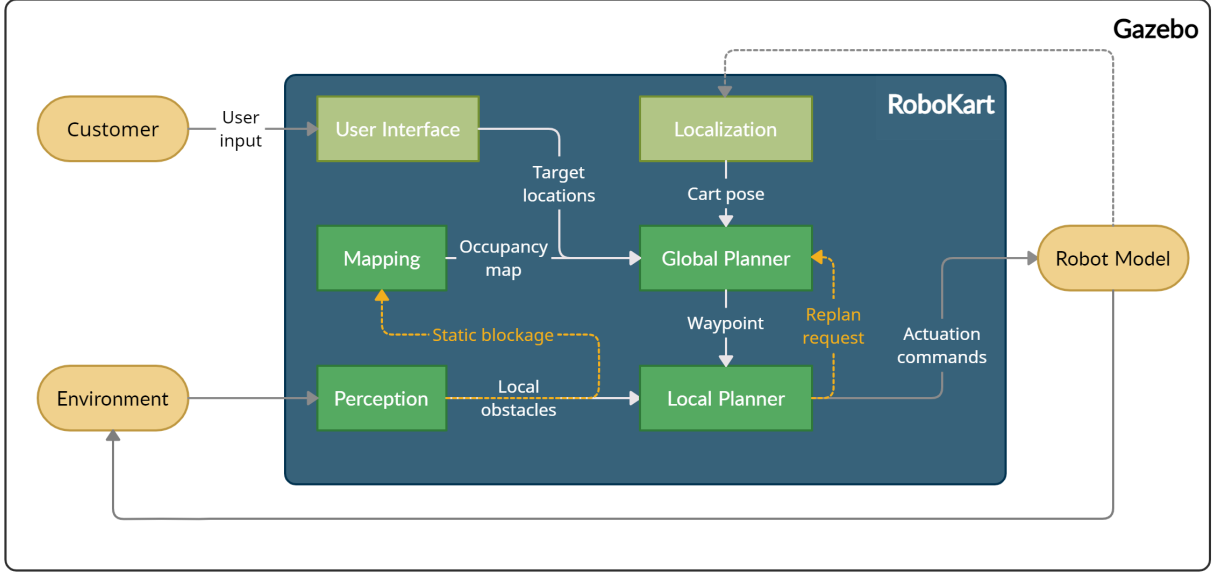 Gazebo
RoboKart
Customer
User
input
User Interface
Localization
Target
locations
Cart pose
Mapping
Occupancy
map
Global Planner
Robot Model
Static blockage
Waypoint
Replan
request
Actuation
commands
Environment
Perception
Local
obstacles
Local Planner